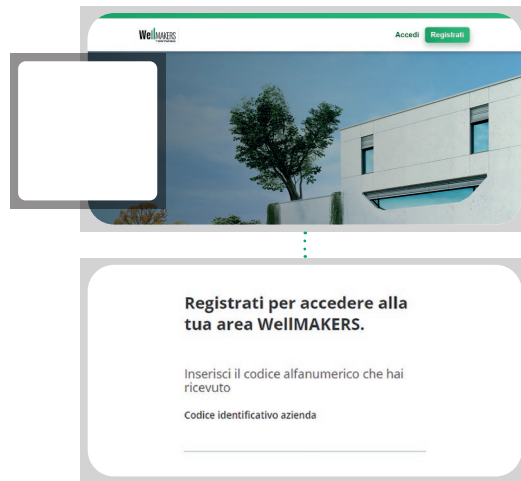 WellMAKERS
Accedi
Registrati
Registrati per accedere alla
tua area WellMAKERS.
Inserisci il codice alfanumerico che hai
ricevuto
Codice identificativo azienda